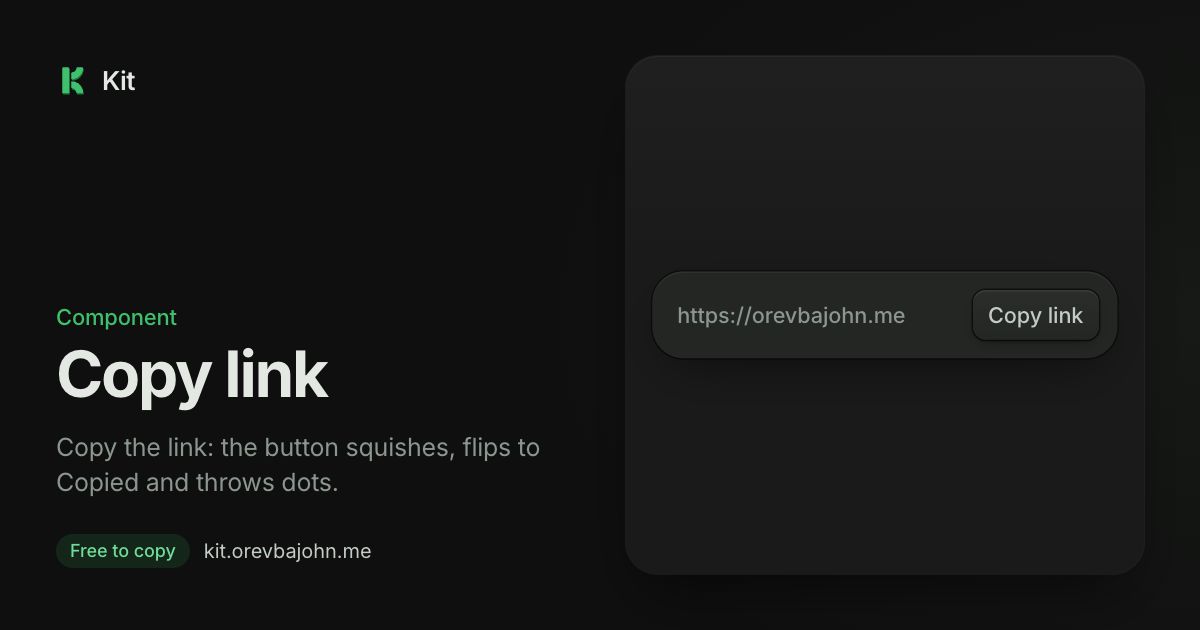 Kit
Component
Copy link
Copy the link: the button squishes, flips to
Copied and throws dots.
Free to copy
kit.orevbajohn.me
https://orevbajohn.me
Copy link